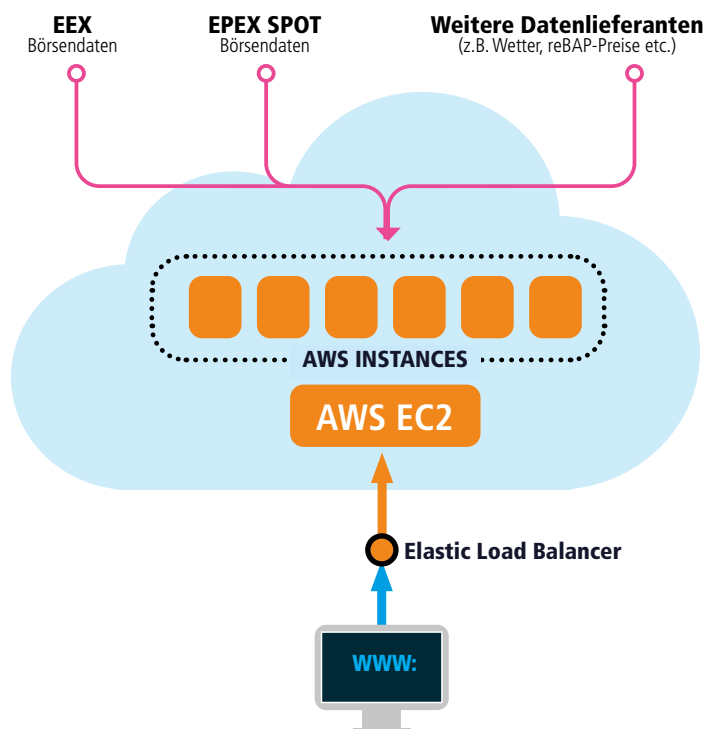 EEX
Börsendaten
EPEX SPOT
Börsendaten
Weitere Datenlieferanten
(z.B. Wetter, reBAP-Preise etc.)
AWS INSTANCES
AWS EC2
Elastic Load Balancer
WWW: